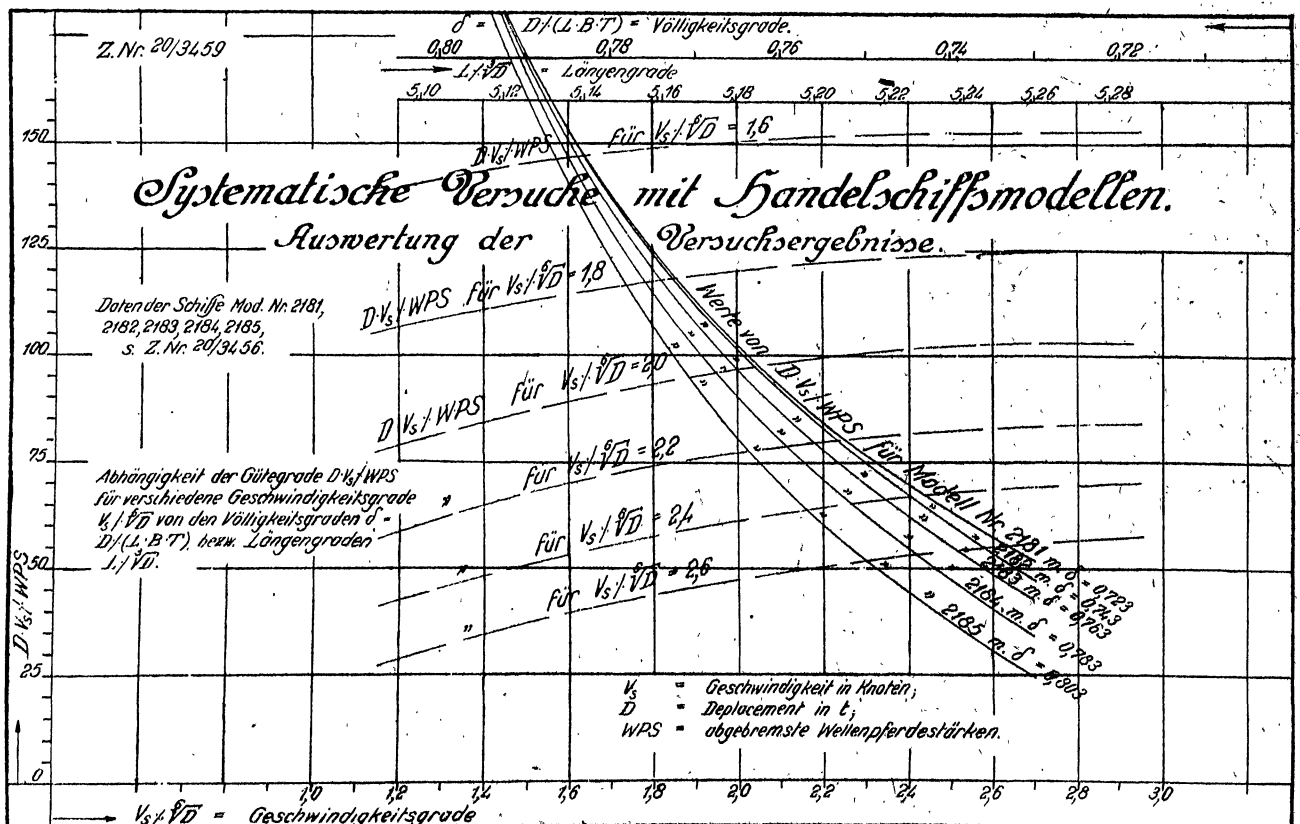 δ = D/(L·B·T) = Völligkeitsgrade.
Z. Nr. 20/3459
0,80 0,78 0,76 0,74 0,72
L/∛D = Längengrade
5,10 5,12 5,14 5,16 5,18 5,20 5,22 5,24 5,26 5,28
150
D·Vs/WPS für Vs/⁶√D = 1,6
Systematische Versuche mit Handelschiffsmodellen.
125
Auswertung der Versuchsergebnisse.
D·Vs/WPS für Vs/⁶√D = 1,8
Daten der Schiffe Mod. Nr. 2181,
2182, 2183, 2184, 2185,
s. Z. Nr. 20/3456.
100
D·Vs/WPS für Vs/⁶√D = 2,0
Werte von D·Vs/WPS für Modell Nr. 2181 m. δ = 0,723
" " 2182 m. δ = 0,743
" " 2183 m. δ = 0,763
" " 2184 m. δ = 0,783
" " 2185 m. δ = 0,803
75
" für Vs/⁶√D = 2,2
Abhängigkeit der Gütegrade D·Vs/WPS
für verschiedene Geschwindigkeitsgrade
Vs/⁶√D von den Völligkeitsgraden δ =
D/(L·B·T), bezw. Längengraden
L/∛D.
" für Vs/⁶√D = 2,4
50
" für Vs/⁶√D = 2,6
D·Vs/WPS
25
Vs = Geschwindigkeit in Knoten;
D = Deplacement in t;
WPS = abgebremste Wellenpferdestärken.
0
1,0 1,2 1,4 1,6 1,8 2,0 2,2 2,4 2,6 2,8 3,0
Vs/⁶√D = Geschwindigkeitsgrade